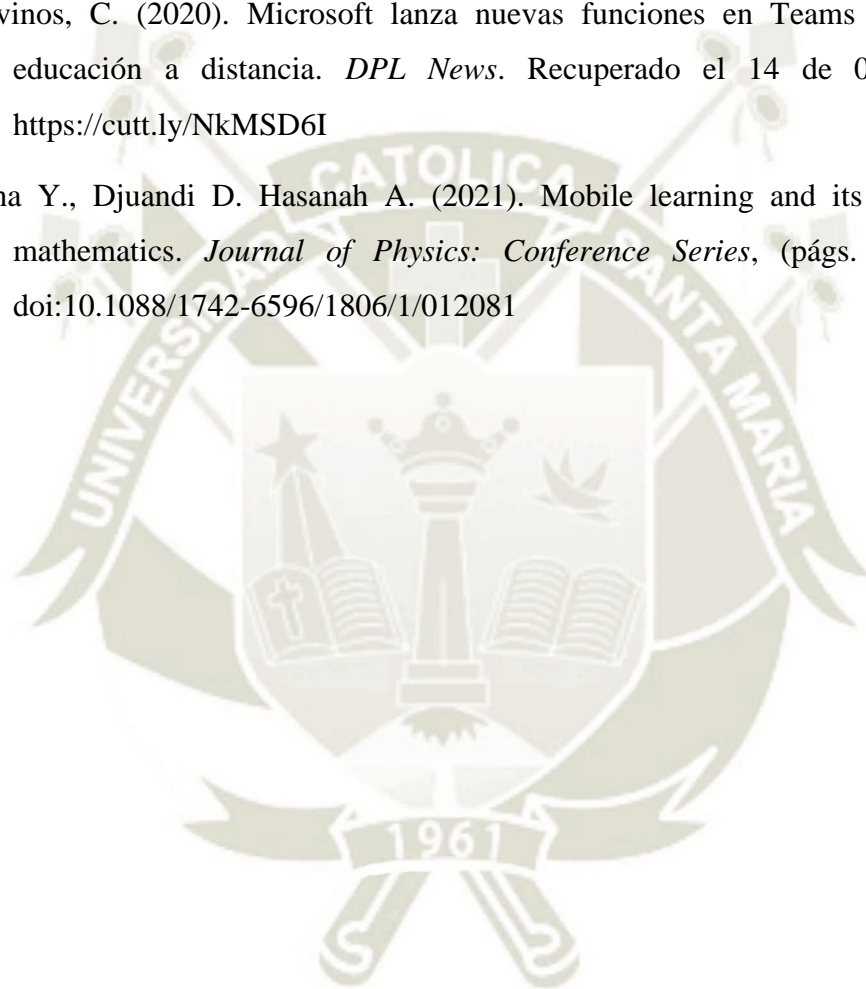 vinos, C. (2020). Microsoft lanza nuevas funciones en Teams
educación a distancia. DPL News. Recuperado el 14 de 0
https://cutt.ly/NkMSD6I
na Y., Djuandi D. Hasanah A. (2021). Mobile learning and its
mathematics. Journal of Physics: Conference Series, (págs.
doi:10.1088/1742-6596/1806/1/012081
UNIVERSIDAD CATOLICA SANTA MARIA
1961